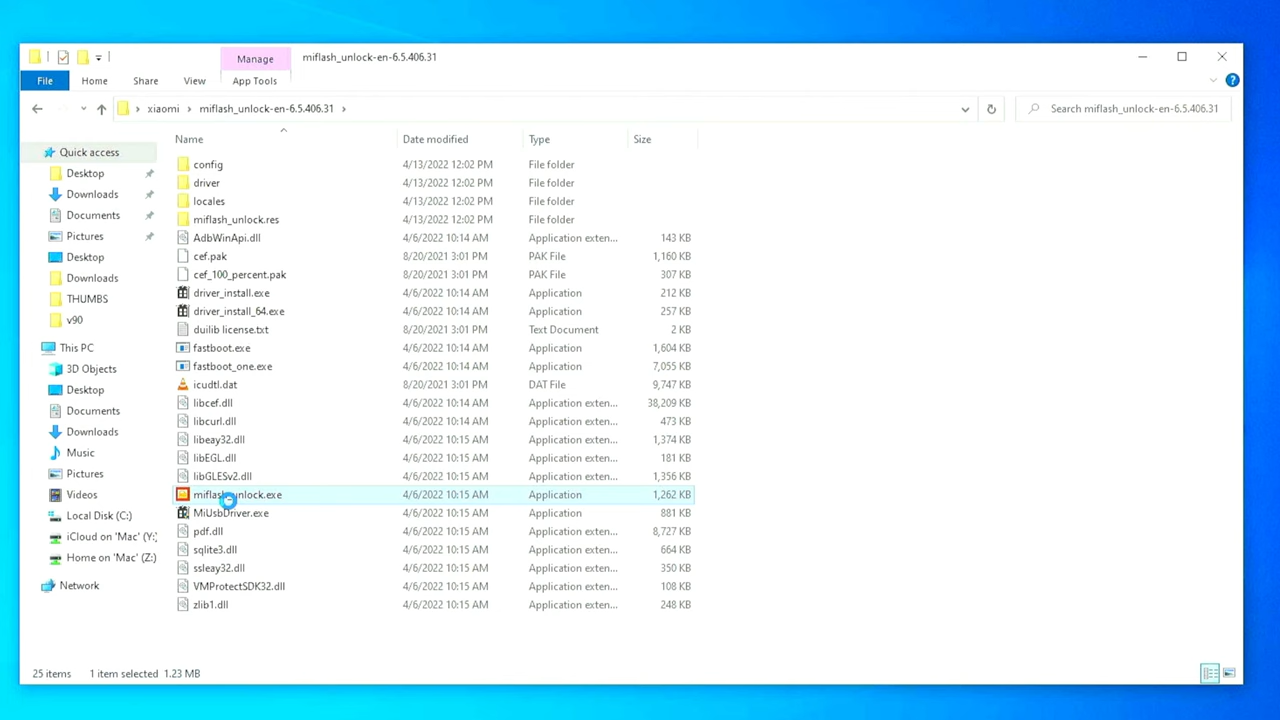 Manage
miflash_unlock-en-6.5.406.31
File
Home
Share
View
App Tools
xiaomi
miflash_unlock-en-6.5.406.31
Search miflash_unlock-en-6.5.406.31
Quick access
Desktop
Downloads
Documents
Pictures
Desktop
Downloads
THUMBS
v90
This PC
3D Objects
Desktop
Documents
Downloads
Music
Pictures
Videos
Local Disk (C:)
iCloud on 'Mac' (Y:)
Home on 'Mac' (Z:)
Network
Name Date modified Type Size
config 4/13/2022 12:02 PM File folder
driver 4/13/2022 12:02 PM File folder
locales 4/13/2022 12:02 PM File folder
miflash_unlock.res 4/13/2022 12:02 PM File folder
AdbWinApi.dll 4/6/2022 10:14 AM Application exten... 143 KB
cef.pak 8/20/2021 3:01 PM PAK File 1,160 KB
cef_100_percent.pak 8/20/2021 3:01 PM PAK File 307 KB
driver_install.exe 4/6/2022 10:14 AM Application 212 KB
driver_install_64.exe 4/6/2022 10:14 AM Application 257 KB
duilib license.txt 8/20/2021 3:01 PM Text Document 2 KB
fastboot.exe 4/6/2022 10:14 AM Application 1,604 KB
fastboot_one.exe 4/6/2022 10:14 AM Application 7,055 KB
icudtl.dat 8/20/2021 3:01 PM DAT File 9,747 KB
libcef.dll 4/6/2022 10:14 AM Application exten... 38,209 KB
libcurl.dll 4/6/2022 10:14 AM Application exten... 473 KB
libeay32.dll 4/6/2022 10:15 AM Application exten... 1,374 KB
libEGL.dll 4/6/2022 10:15 AM Application exten... 181 KB
libGLESv2.dll 4/6/2022 10:15 AM Application exten... 1,356 KB
miflash_unlock.exe 4/6/2022 10:15 AM Application 1,262 KB
MiUsbDriver.exe 4/6/2022 10:15 AM Application 881 KB
pdf.dll 4/6/2022 10:15 AM Application exten... 8,727 KB
sqlite3.dll 4/6/2022 10:15 AM Application exten... 664 KB
ssleay32.dll 4/6/2022 10:15 AM Application exten... 350 KB
VMProtectSDK32.dll 4/6/2022 10:15 AM Application exten... 108 KB
zlib1.dll 4/6/2022 10:15 AM Application exten... 248 KB
25 items 1 item selected 1.23 MB